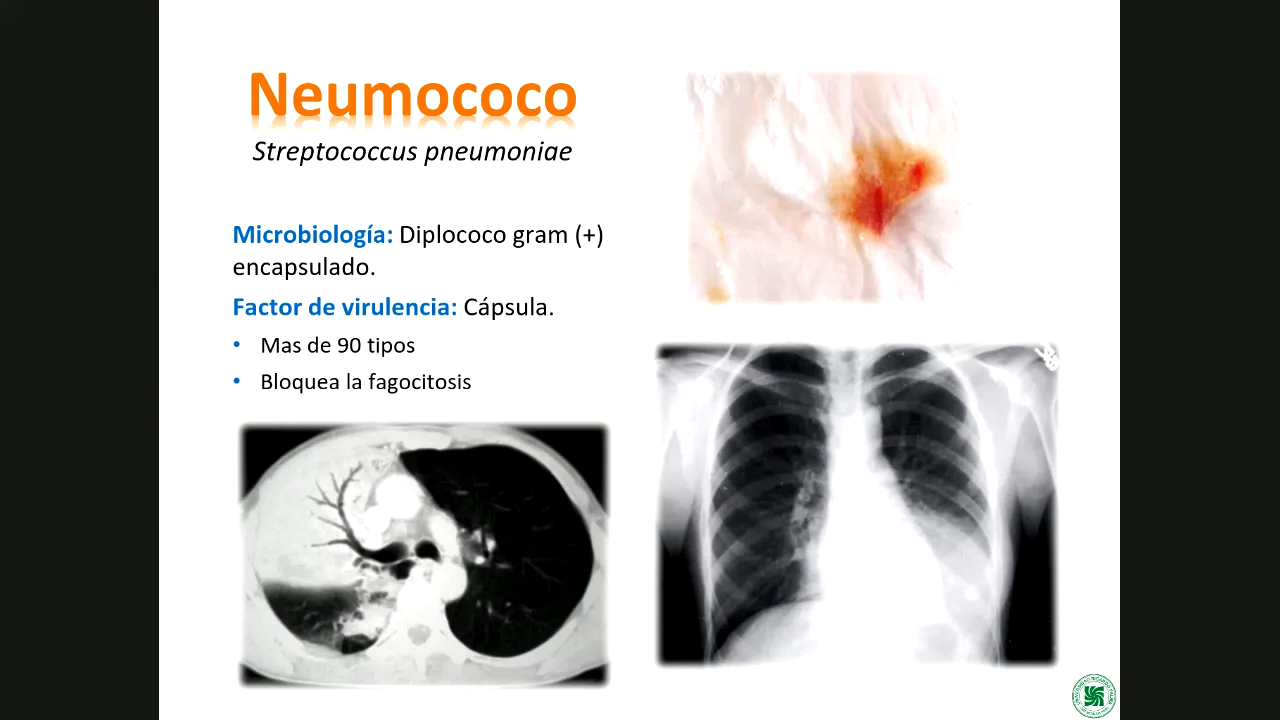 Neumococo
Streptococcus pneumoniae
Microbiología: Diplococo gram (+)
encapsulado.
Factor de virulencia: Cápsula.
• Mas de 90 tipos
• Bloquea la fagocitosis